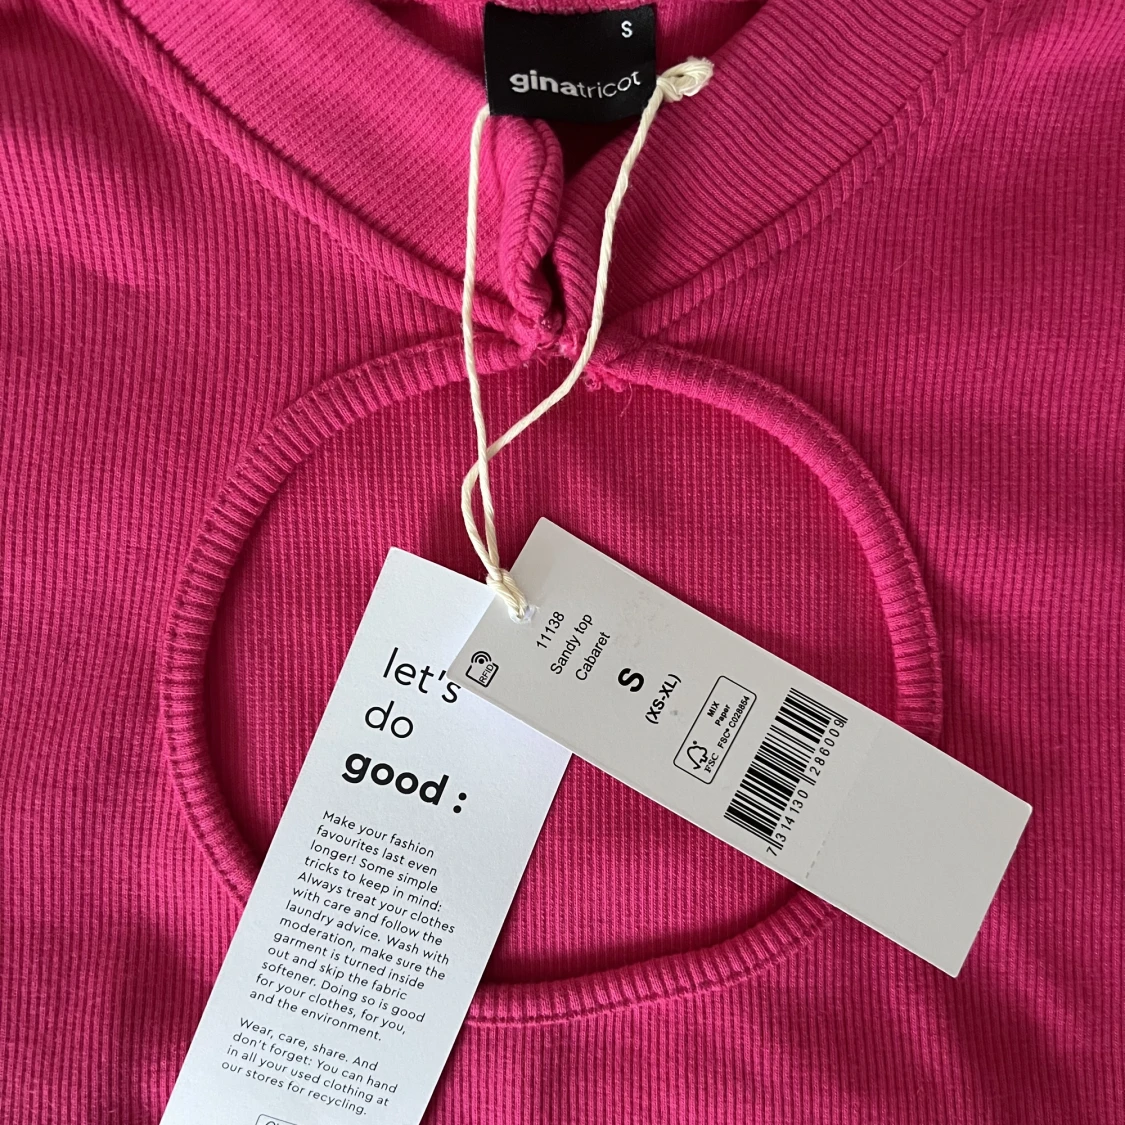 S
ginatricot
let's
do
good:
Make your fashion
favourites last even
longer! Some simple
tricks to keep in mind:
Always treat your clothes
with care and follow the
laundry advice. Wash with
moderation, make sure the
garment is turned inside
out and skip the fabric
softener. Doing so is good
for your clothes, for you,
and the environment.
Wear, care, share. And
don't forget: You can hand
in all your used clothing at
our stores for recycling.
RFID
11138
Sandy top
Cabaret
S
(XS-XL)
FSC
MIX
Paper
FSC® C028864
7 314130 286009